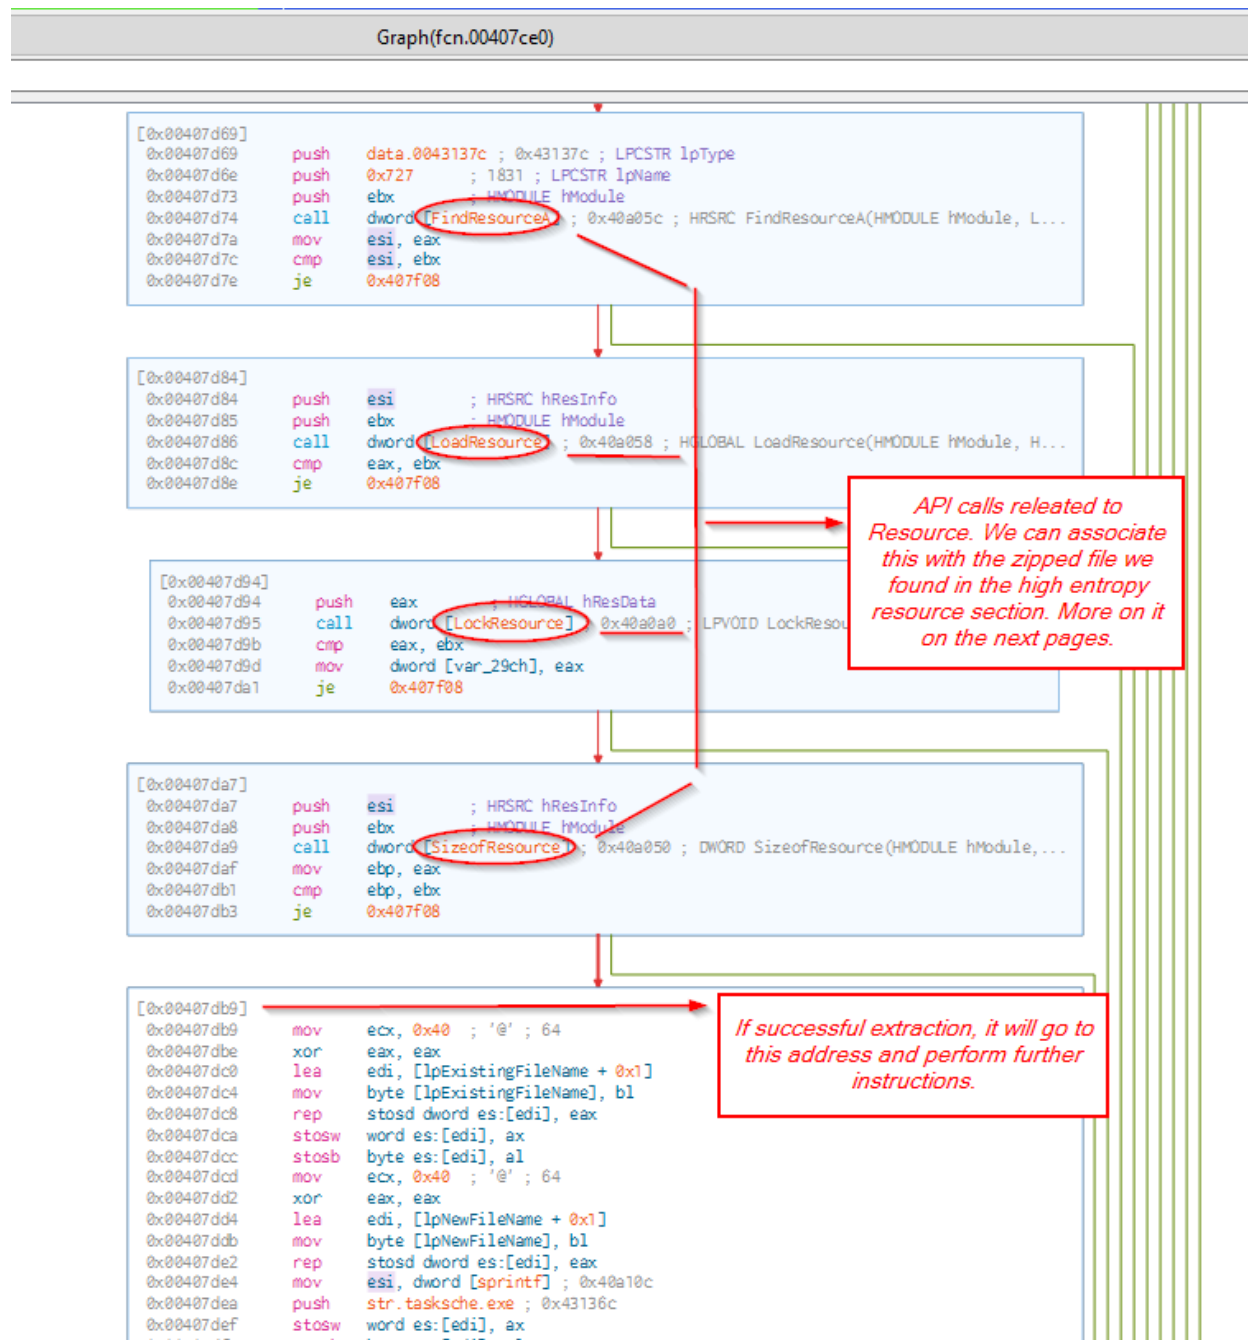 Graph(fcn.00407ce0)
[0x00407d69]
0x00407d69 push data.0043137c ; 0x43137c ; LPCSTR lpType
0x00407d6e push 0x727 ; 1831 ; LPCSTR lpName
0x00407d73 push ebx ; HMODULE hModule
0x00407d74 call dword [FindResourceA] ; 0x40a05c ; HRSRC FindResourceA(HMODULE hModule, L...
0x00407d7a mov esi, eax
0x00407d7c cmp esi, ebx
0x00407d7e je 0x407f08
[0x00407d84]
0x00407d84 push esi ; HRSRC hResInfo
0x00407d85 push ebx ; HMODULE hModule
0x00407d86 call dword [LoadResource] ; 0x40a058 ; HGLOBAL LoadResource(HMODULE hModule, H...
0x00407d8c cmp eax, ebx
0x00407d8e je 0x407f08
API calls releated to
Resource. We can associate
this with the zipped file we
found in the high entropy
resource section. More on it
on the next pages.
[0x00407d94]
0x00407d94 push eax ; HGLOBAL hResData
0x00407d95 call dword [LockResource] ; 0x40a0a0 ; LPVOID LockResou
0x00407d9b cmp eax, ebx
0x00407d9d mov dword [var_29ch], eax
0x00407da1 je 0x407f08
[0x00407da7]
0x00407da7 push esi ; HRSRC hResInfo
0x00407da8 push ebx ; HMODULE hModule
0x00407da9 call dword [SizeofResource] ; 0x40a050 ; DWORD SizeofResource(HMODULE hModule,...
0x00407daf mov ebp, eax
0x00407db1 cmp ebp, ebx
0x00407db3 je 0x407f08
[0x00407db9]
If successful extraction, it will go to
this address and perform further
instructions.
0x00407db9 mov ecx, 0x40 ; '@' ; 64
0x00407dbe xor eax, eax
0x00407dc0 lea edi, [lpExistingFileName + 0x1]
0x00407dc4 mov byte [lpExistingFileName], bl
0x00407dc8 rep stosd dword es:[edi], eax
0x00407dca stosw word es:[edi], ax
0x00407dcc stosb byte es:[edi], al
0x00407dcd mov ecx, 0x40 ; '@' ; 64
0x00407dd2 xor eax, eax
0x00407dd4 lea edi, [lpNewFileName + 0x1]
0x00407ddb mov byte [lpNewFileName], bl
0x00407de2 rep stosd dword es:[edi], eax
0x00407de4 mov esi, dword [sprintf] ; 0x40a10c
0x00407dea push str.tasksche.exe ; 0x43136c
0x00407def stosw word es:[edi], ax